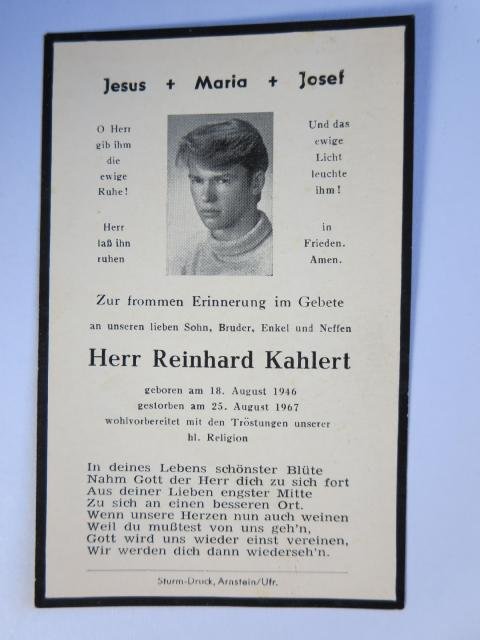 Jesus + Maria + Josef
O Herr
gib ihm
die
ewige
Ruhe!
Herr
laß ihn
ruhen
Und das
ewige
Licht
leuchte
ihm!
in
Frieden.
Amen.
Zur frommen Erinnerung im Gebete
an unseren lieben Sohn, Bruder, Enkel und Neffen
Herr Reinhard Kahlert
geboren am 18. August 1946
gestorben am 25. August 1967
wohlvorbereitet mit den Tröstungen unserer
hl. Religion
In deines Lebens schönster Blüte
Nahm Gott der Herr dich zu sich fort
Aus deiner Lieben engster Mitte
Zu sich an einen besseren Ort.
Wenn unsere Herzen nun auch weinen
Weil du mußtest von uns geh'n,
Gott wird uns wieder einst vereinen,
Wir werden dich dann wiederseh'n.
Sturm-Druck, Arnstein/Ufr.